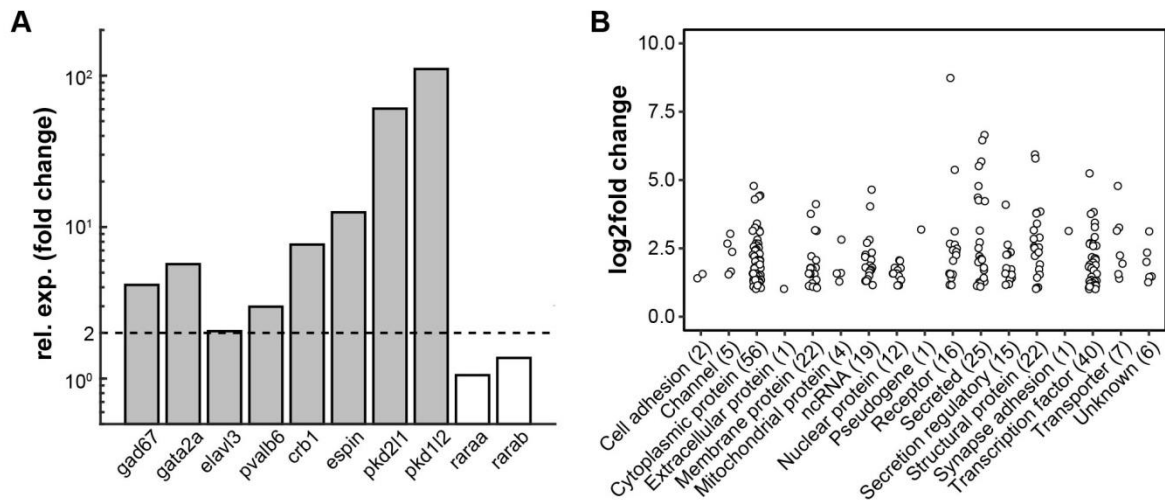 A
rel. exp. (fold change)
10²
10¹
2
10⁰
gad67
gata2a
elavl3
pvalb6
crb1
espin
pkd2l1
pkd1l2
raraa
rarab
B
log2fold change
10.0
7.5
5.0
2.5
0.0
Cell adhesion (2)
Channel (5)
Cytoplasmic protein (56)
Extracellular protein (1)
Membrane protein (22)
Mitochondrial protein (4)
ncRNA (19)
Nuclear protein (12)
Pseudogene (1)
Receptor (16)
Secreted (25)
Secretion regulatory (15)
Structural protein (22)
Synapse adhesion (1)
Transcription factor (40)
Transporter (7)
Unknown (6)